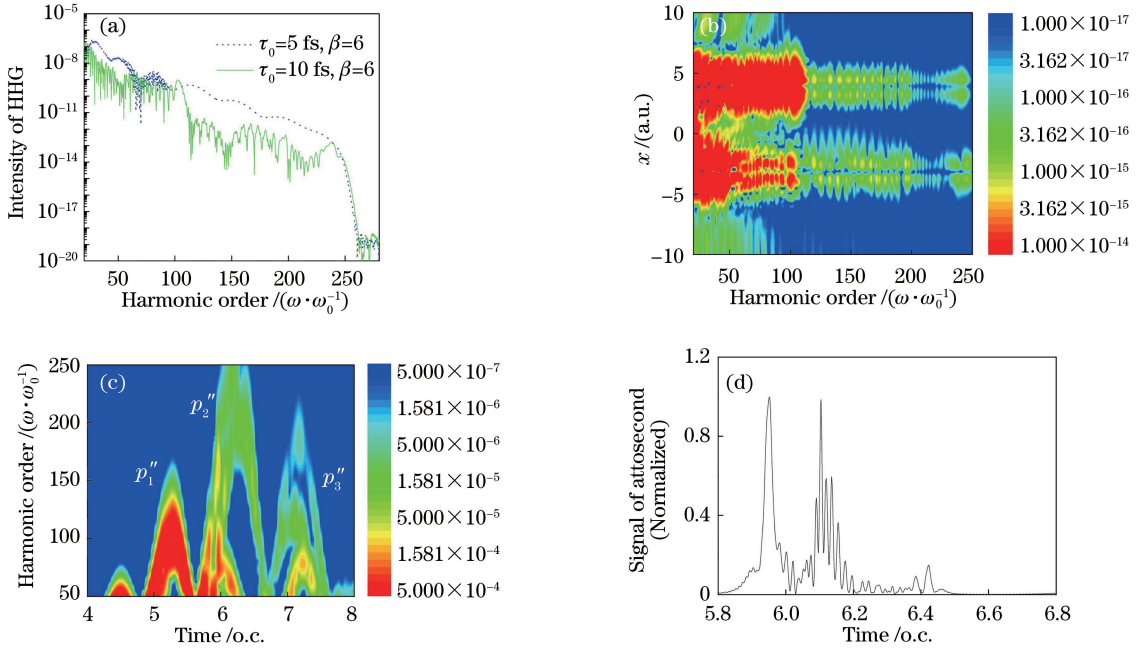 (a)
Intensity of HHG
10⁻⁵
10⁻⁸
10⁻¹¹
10⁻¹⁴
10⁻¹⁷
10⁻²⁰
τ₀=5 fs, β=6
τ₀=10 fs, β=6
50 100 150 200 250
Harmonic order /(ω·ω₀⁻¹)
(b)
x /(a.u.)
10
5
0
−5
−10
50 100 150 200 250
Harmonic order /(ω·ω₀⁻¹)
1.000×10⁻¹⁷
3.162×10⁻¹⁷
1.000×10⁻¹⁶
3.162×10⁻¹⁶
1.000×10⁻¹⁵
3.162×10⁻¹⁵
1.000×10⁻¹⁴
(c)
Harmonic order /(ω·ω₀⁻¹)
250
200
150
100
50
p₁″
p₂″
p₃″
4 5 6 7 8
Time /o.c.
5.000×10⁻⁷
1.581×10⁻⁶
5.000×10⁻⁶
1.581×10⁻⁵
5.000×10⁻⁵
1.581×10⁻⁴
5.000×10⁻⁴
(d)
Signal of attosecond
(Normalized)
1.2
0.8
0.4
0
5.8 6.0 6.2 6.4 6.6 6.8
Time /o.c.